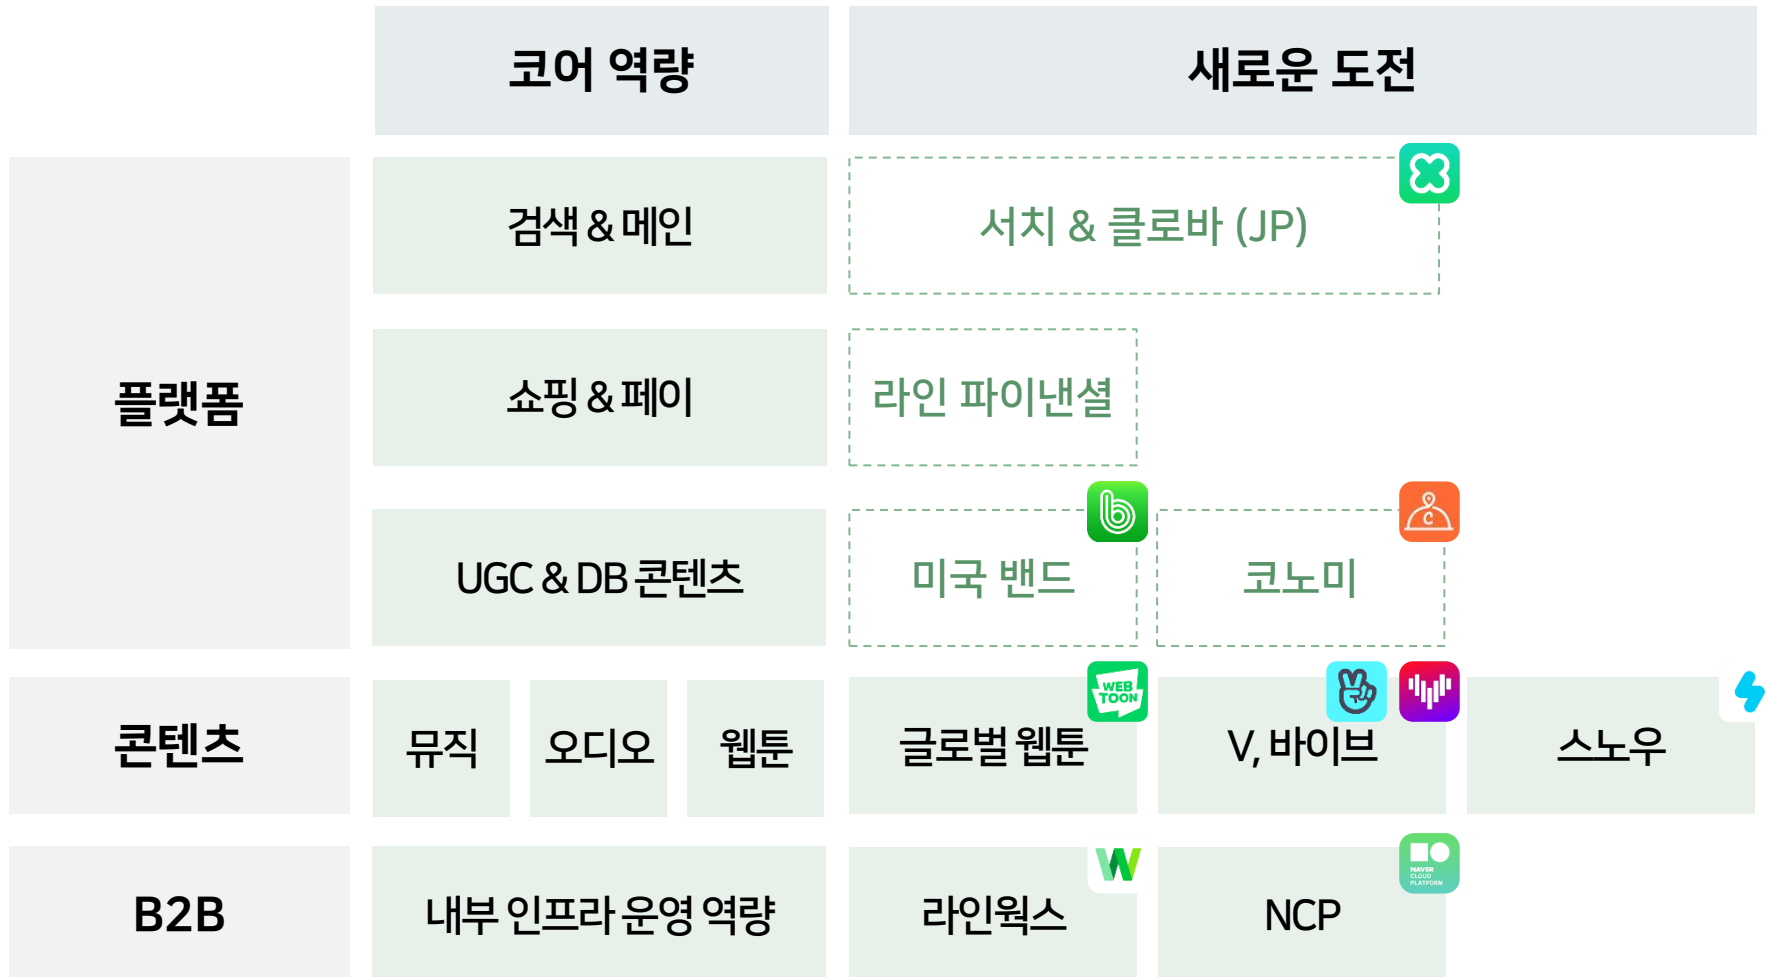 코어 역량
새로운 도전
플랫폼
검색 & 메인
서치 & 클로바 (JP)
쇼핑 & 페이
라인 파이낸셜
UGC & DB 콘텐츠
미국 밴드
코노미
C
콘텐츠
뮤직
오디오
웹툰
WEB
TOON
글로벌 웹툰
V, 바이브
스노우
B2B
내부 인프라 운영 역량
라인웍스
NAVER
CLOUD
PLATFORM
NCP